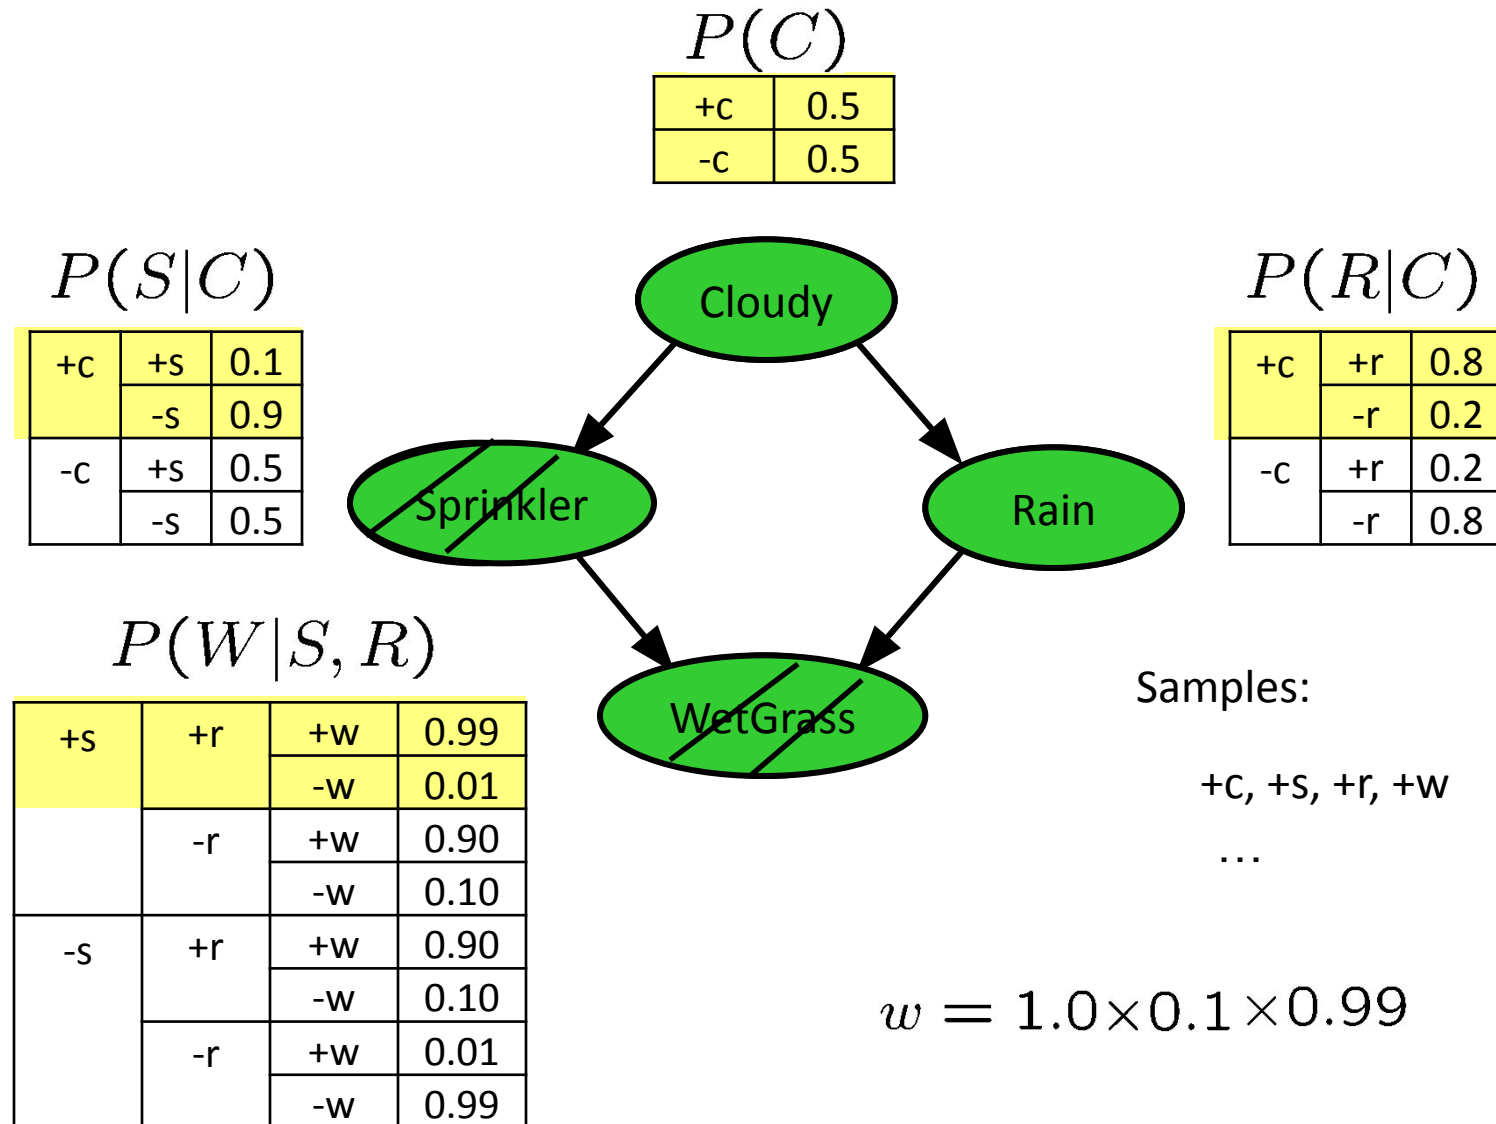 P(C)
+c 0.5
-c 0.5
P(S|C)
+c +s 0.1
-s 0.9
-c +s 0.5
-s 0.5
Cloudy
P(R|C)
+c +r 0.8
-r 0.2
-c +r 0.2
-r 0.8
Sprinkler
Rain
P(W|S, R)
+s +r +w 0.99
-w 0.01
-r +w 0.90
-w 0.10
-s +r +w 0.90
-w 0.10
-r +w 0.01
-w 0.99
WetGrass
Samples:
+c, +s, +r, +w
...
w = 1.0×0.1×0.99